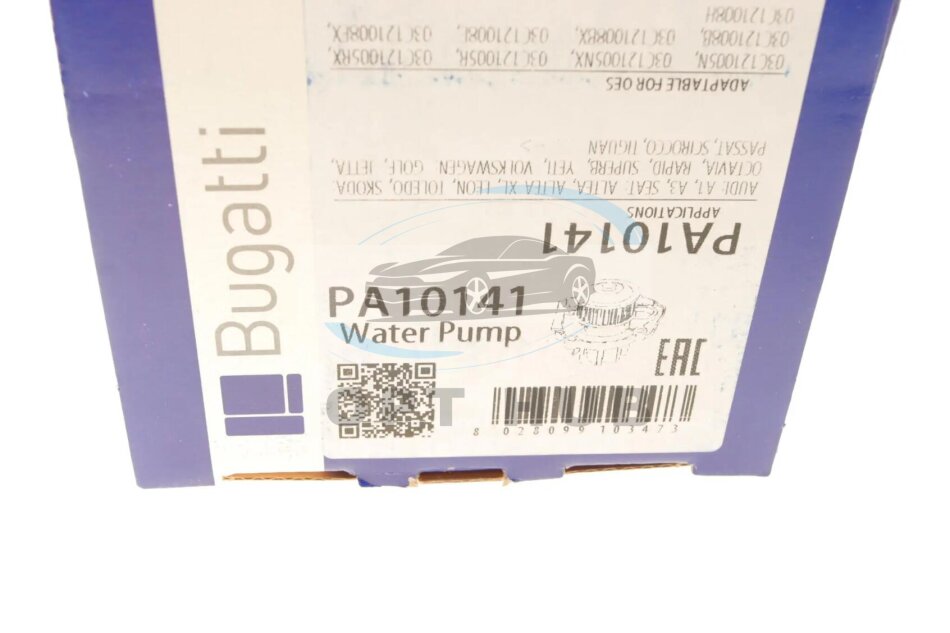 Bugatti
PA10141
Water Pump
EAC
8 028099 103473
PA10141
APPLICATIONS
AUDI: A1, A3, SEAT: ALTEA, ALTEA XL, LEON, TOLEDO, SKODA:
OCTAVIA, RAPID, SUPERB, YETI, VOLKSWAGEN: GOLF, JETTA,
PASSAT, SCIROCCO, TIGUAN
ADAPTABLE FOR OES
03C121005N, 03C121005NX, 03C121005R, 03C121005RX,
03C121008B, 03C121008BX, 03C121008E, 03C121008EX,
03C121008H